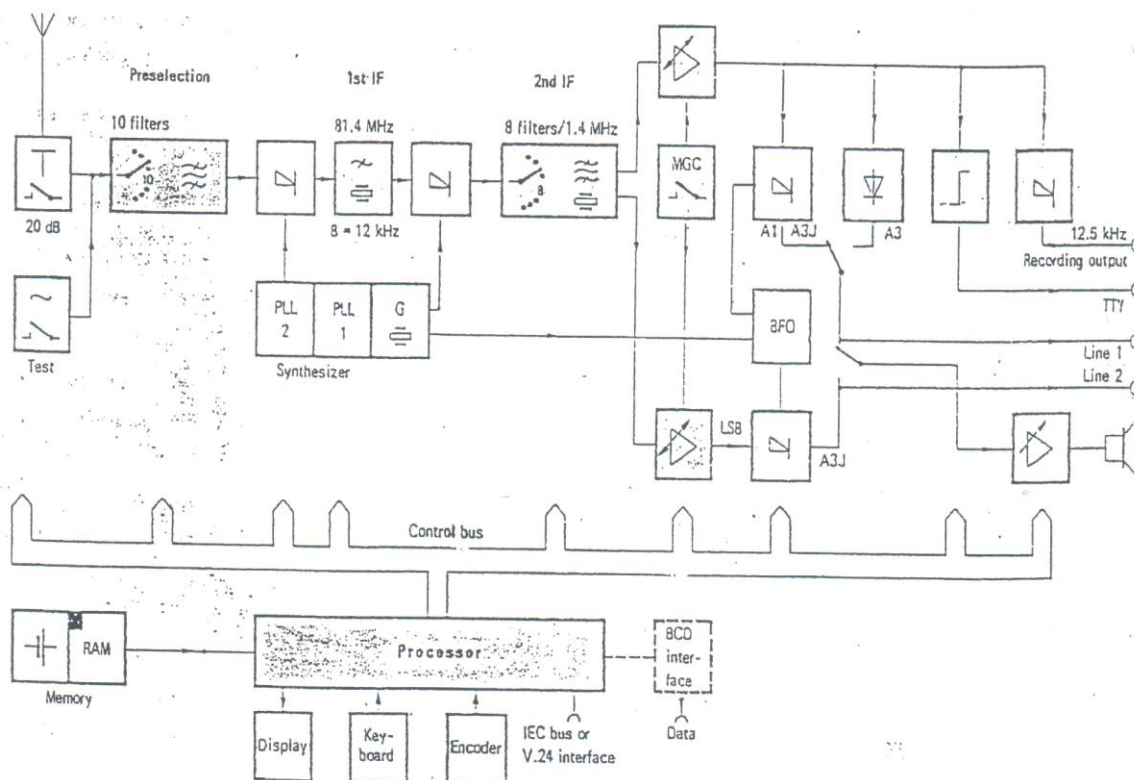 Preselection
1st IF
2nd IF
10 filters
81.4 MHz
8 filters/1.4 MHz
MGC
10
8
20 dB
B = 12 kHz
A1 A3J
A3
12.5 kHz
Recording output
PLL 2
PLL 1
G
BFO
TTY
Test
Synthesizer
Line 1
Line 2
LSB
A3J
Control bus
RAM
Processor
BCD
inter-
face
Memory
Display
Key-
board
Encoder
IEC bus or
V.24 interface
Data